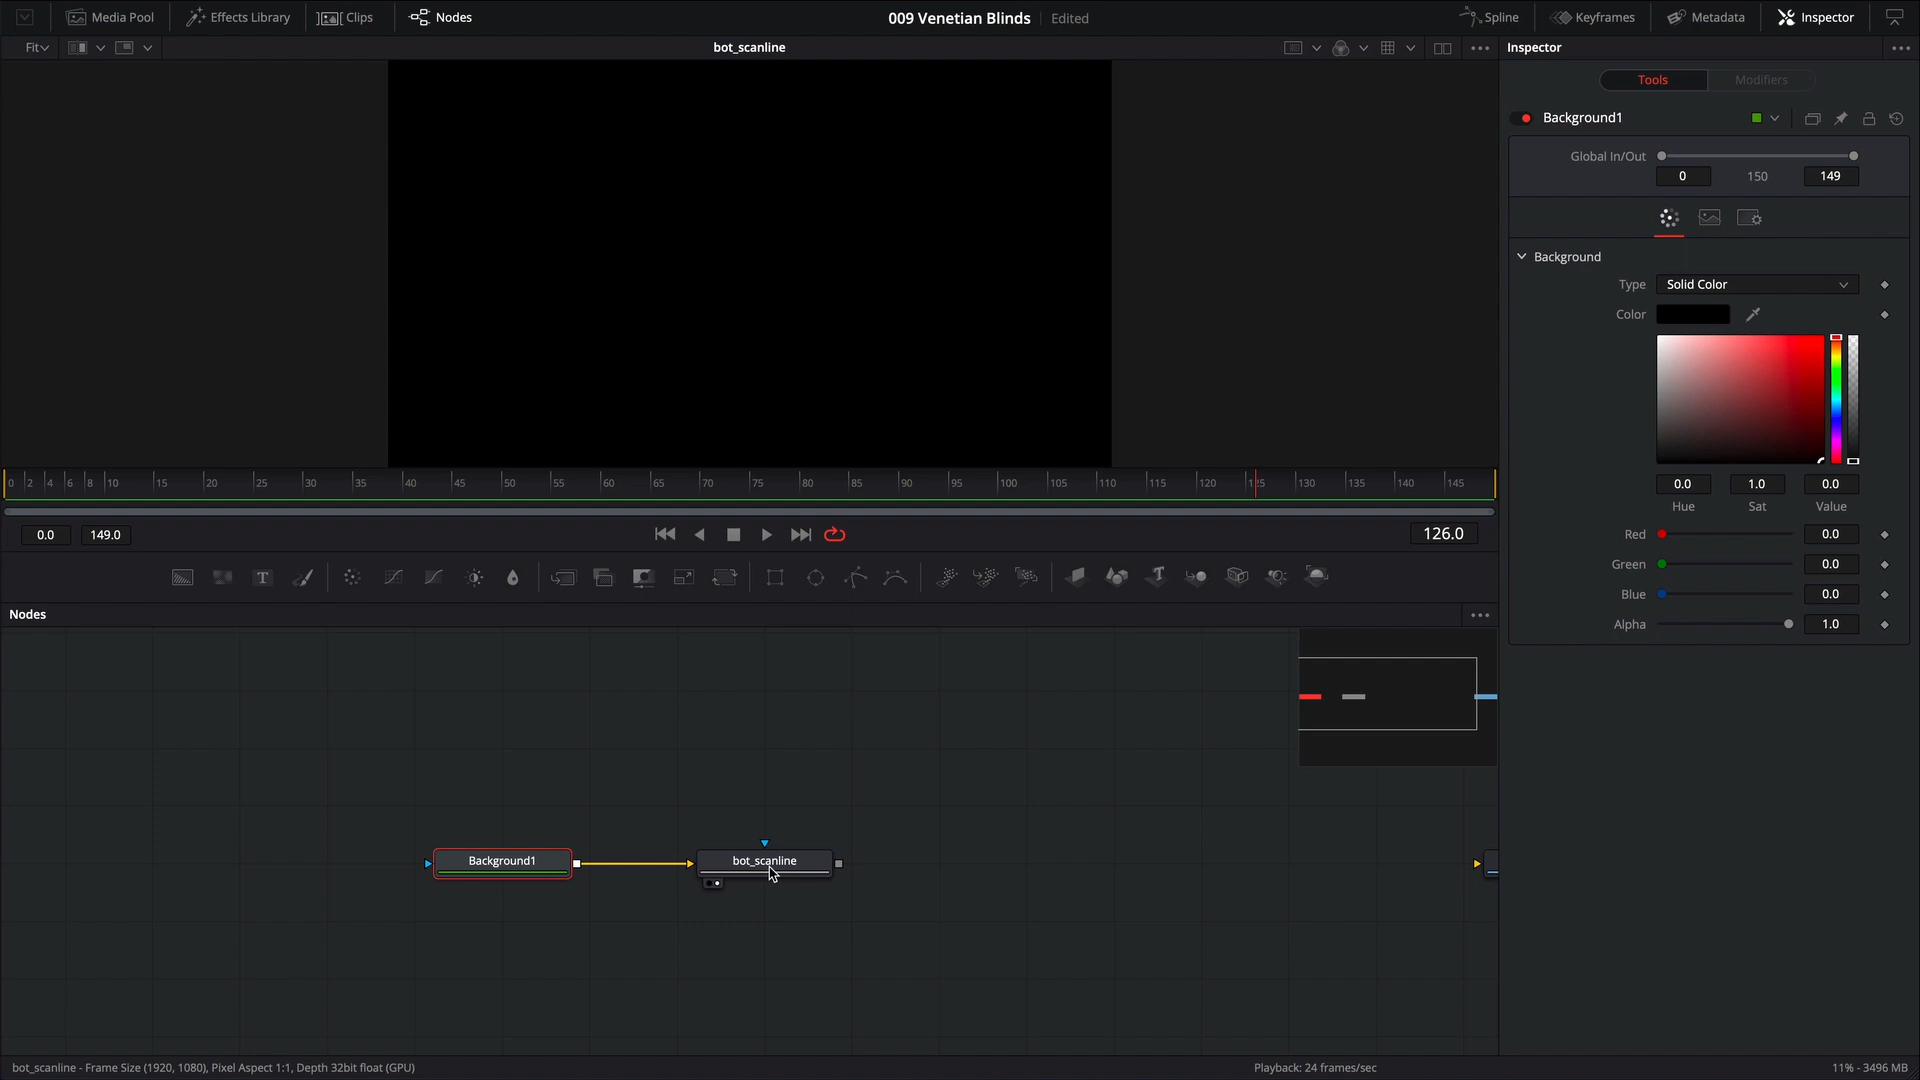 Media Pool
Effects Library
Clips
Nodes
009 Venetian Blinds
Edited
Spline
Keyframes
Metadata
Inspector
Fit
bot_scanline
Inspector
Tools
Modifiers
Background1
Global In/Out
0
150
149
Background
Type
Solid Color
Color
0.0
1.0
0.0
Hue
Sat
Value
Red
0.0
Green
0.0
Blue
0.0
Alpha
1.0
0 2 4 6 8 10 15 20 25 30 35 40 45 50 55 60 65 70 75 80 85 90 95 100 105 110 115 120 125 130 135 140 145
0.0
149.0
126.0
T
Nodes
Background1
bot_scanline
bot_scanline - Frame Size (1920, 1080), Pixel Aspect 1:1, Depth 32bit float (GPU)
Playback: 24 frames/sec
11% - 3496 MB